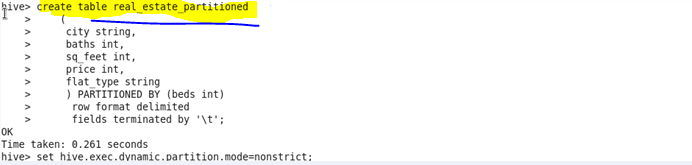 hive> create table real_estate_partitioned
> (
> city string,
> baths int,
> sq_feet int,
> price int,
> flat_type string
> ) PARTITIONED BY (beds int)
> row format delimited
> fields terminated by '\t';
OK
Time taken: 0.261 seconds
hive> set hive.exec.dynamic.partition.mode=nonstrict;